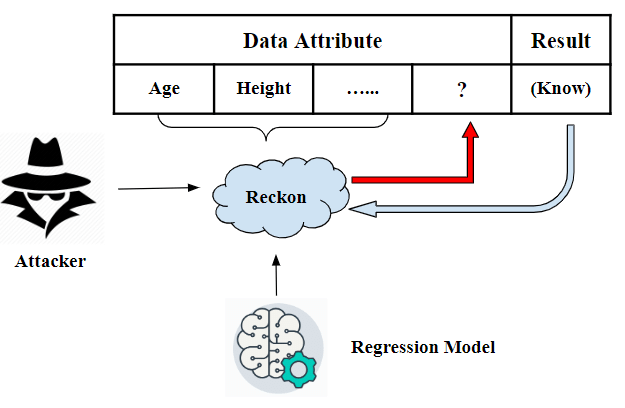 Data Attribute Result
Age Height …... ? (Know)
Reckon
Attacker
Regression Model